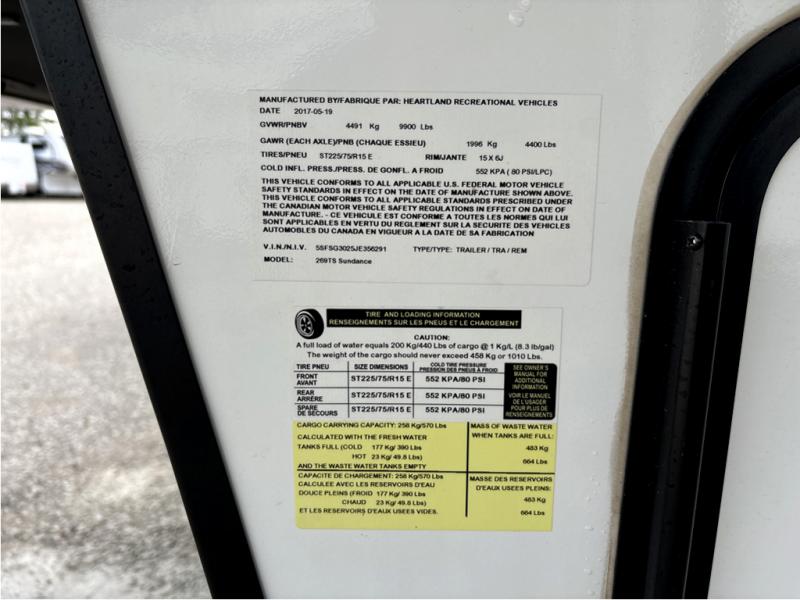 MANUFACTURED BY/FABRIQUE PAR: HEARTLAND RECREATIONAL VEHICLES
DATE 2017-05-19
GVWR/PNBV 4491 Kg 9900 Lbs
GAWR (EACH AXLE)/PNB (CHAQUE ESSIEU) 1996 Kg 4400 Lbs
TIRES/PNEU ST225/75/R15 E RIM/JANTE 15 X 6J
COLD INFL. PRESS./PRESS. DE GONFL. A FROID 552 KPA ( 80 PSI/LPC)
THIS VEHICLE CONFORMS TO ALL APPLICABLE U.S. FEDERAL MOTOR VEHICLE
SAFETY STANDARDS IN EFFECT ON THE DATE OF MANUFACTURE SHOWN ABOVE.
THIS VEHICLE CONFORMS TO ALL APPLICABLE STANDARDS PRESCRIBED UNDER
THE CANADIAN MOTOR VEHICLE SAFETY REGULATIONS IN EFFECT ON DATE OF
MANUFACTURE. - CE VEHICULE EST CONFORME A TOUTES LES NORMES QUI LUI
SONT APPLICABLES EN VERTU DU REGLEMENT SUR LA SECURITE DES VEHICLES
AUTOMOBILES DU CANADA EN VIGUEUR A LA DATE DE SA FABRICATION
V.I.N./N.I.V. 5SFSG3025JE356291 TYPE/TYPE: TRAILER / TRA / REM
MODEL: 269TS Sundance
TIRE AND LOADING INFORMATION
RENSEIGNEMENTS SUR LES PNEUS ET LE CHARGEMENT
CAUTION:
A full load of water equals 200 Kg/440 Lbs of cargo @ 1 Kg/L (8.3 lb/gal)
The weight of the cargo should never exceed 458 Kg or 1010 Lbs.
TIRE PNEU SIZE DIMENSIONS COLD TIRE PRESSURE
PRESSION DES PNEUS À FROID
FRONT
AVANT ST225/75/R15 E 552 KPA/80 PSI
REAR
ARRÈRE ST225/75/R15 E 552 KPA/80 PSI
SPARE
DE SECOURS ST225/75/R15 E 552 KPA/80 PSI
SEE OWNER'S
MANUAL FOR
ADDITIONAL
INFORMATION
VOIR LE MANUEL
DE L'USAGER
POUR PLUS DE
RENSEIGNEMENTS
CARGO CARRYING CAPACITY: 258 Kg/570 Lbs
CALCULATED WITH THE FRESH WATER
TANKS FULL (COLD 177 Kg/ 390 Lbs
HOT 23 Kg/ 49.8 Lbs)
AND THE WASTE WATER TANKS EMPTY
MASS OF WASTE WATER
WHEN TANKS ARE FULL:
483 Kg
664 Lbs
CAPACITE DE CHARGEMENT: 258 Kg/570 Lbs
CALCULEE AVEC LES RESERVOIRS D'EAU
DOUCE PLEINS (FROID 177 Kg/ 390 Lbs
CHAUD 23 Kg/ 49.8 Lbs)
ET LES RESERVOIRS D'EAUX USEES VIDES.
MASSE DES RESERVOIRS
D'EAUX USEES PLEINS:
483 Kg
664 Lbs